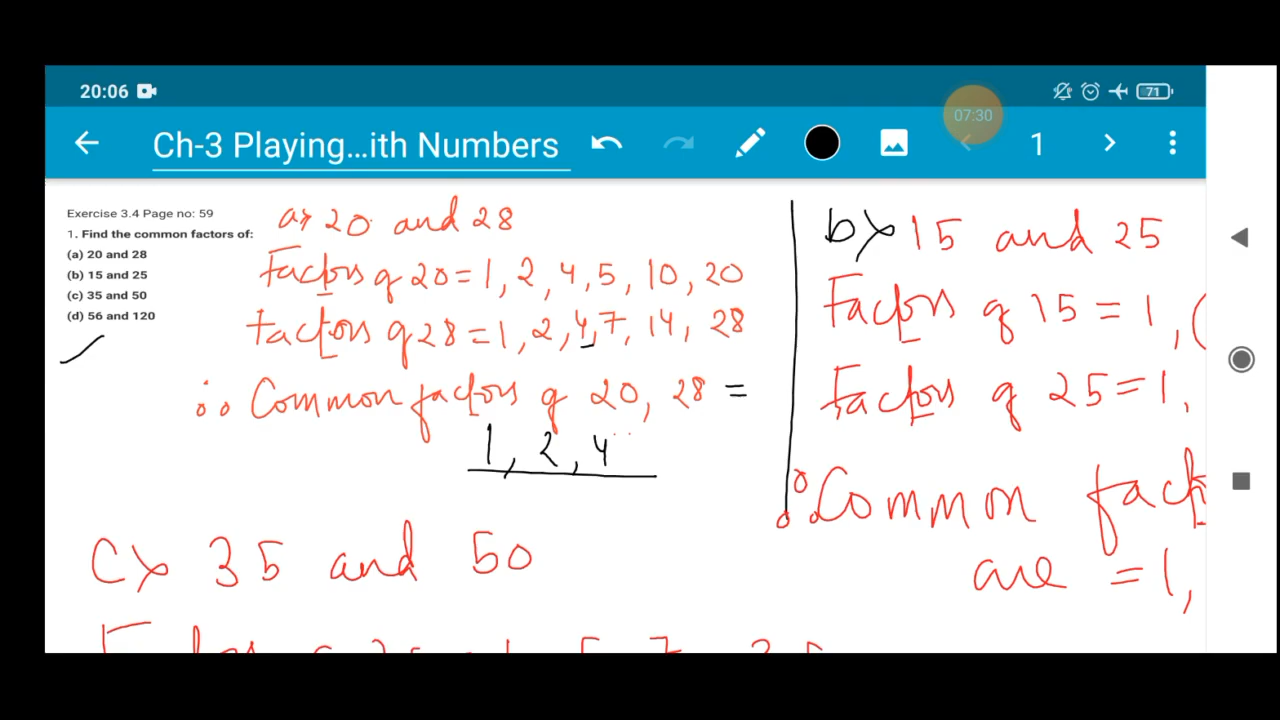 20:06
71
07:30
Ch-3 Playing...ith Numbers
1
Exercise 3.4 Page no: 59
1. Find the common factors of:
(a) 20 and 28
(b) 15 and 25
(c) 35 and 50
(d) 56 and 120
a> 20 and 28
Factors of 20 = 1, 2, 4, 5, 10, 20
Factors of 28 = 1, 2, 4, 7, 14, 28
∴ Common factors of 20, 28 =
1, 2, 4
b> 15 and 25
Factors of 15 = 1, (
Factors of 25 = 1,
∴ Common fact
are = 1,
C> 35 and 50